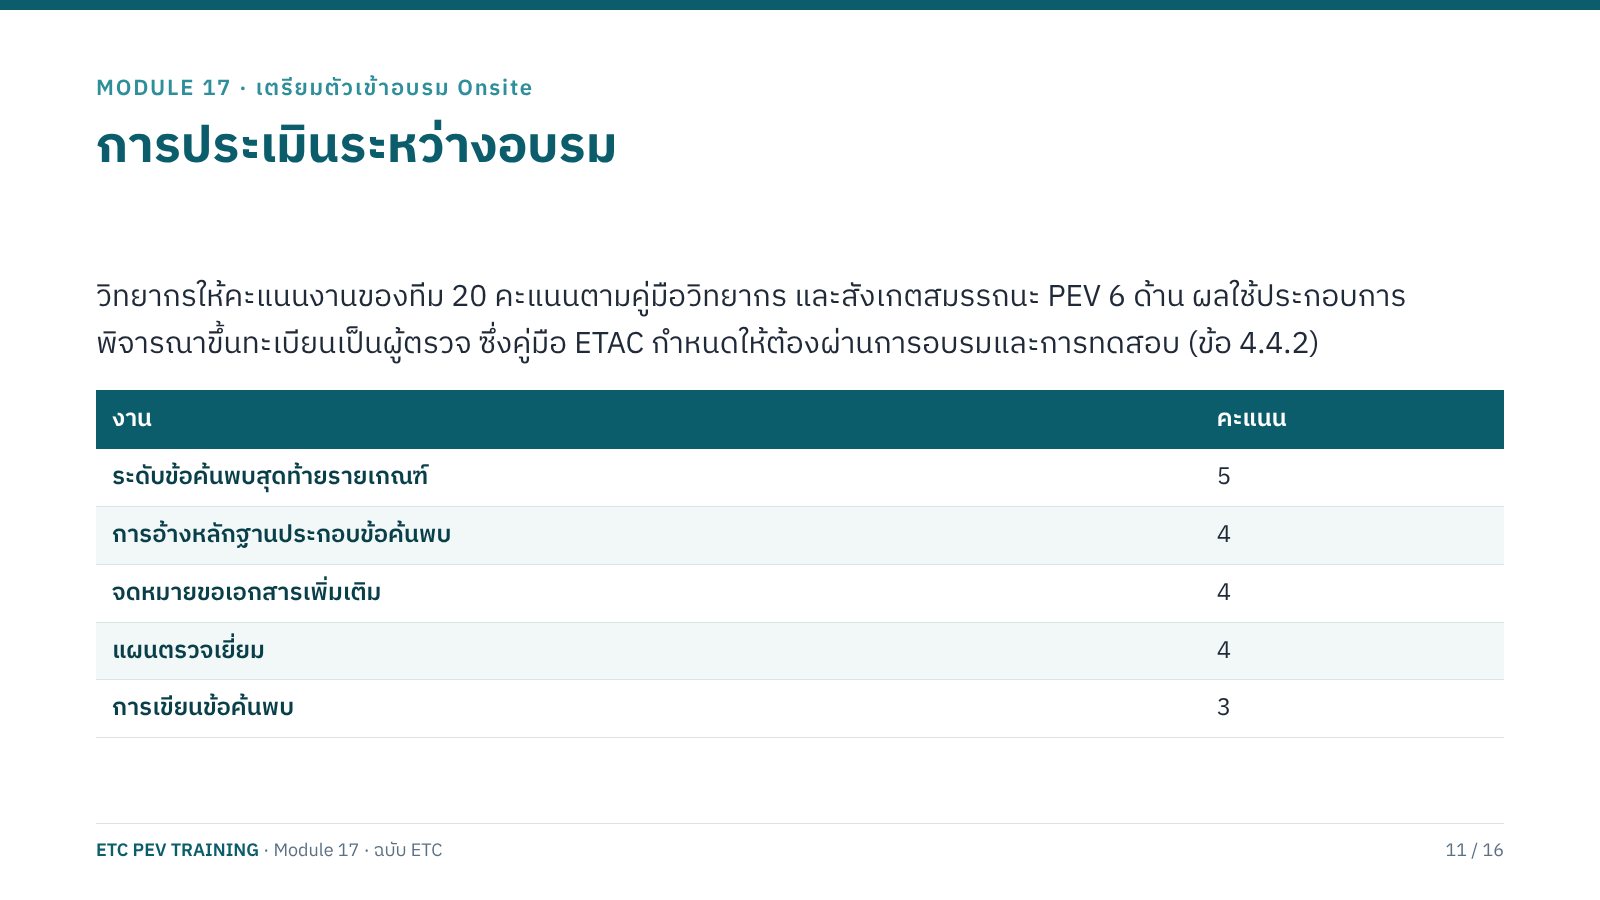 MODULE 17 · เตรียมตัวเข้าอบรม Onsite
การประเมินระหว่างอบรม
วิทยากรให้คะแนนงานของทีม 20 คะแนนตามคู่มือวิทยากร และสังเกตสมรรถนะ PEV 6 ด้าน ผลใช้ประกอบการ
พิจารณาขึ้นทะเบียนเป็นผู้ตรวจ ซึ่งคู่มือ ETAC กำหนดให้ต้องผ่านการอบรมและการทดสอบ (ข้อ 4.4.2)
งาน คะแนน
ระดับข้อค้นพบสุดท้ายรายเกณฑ์ 5
การอ้างหลักฐานประกอบข้อค้นพบ 4
จดหมายขอเอกสารเพิ่มเติม 4
แผนตรวจเยี่ยม 4
การเขียนข้อค้นพบ 3
ETC PEV TRAINING · Module 17 · ฉบับ ETC 11 / 16